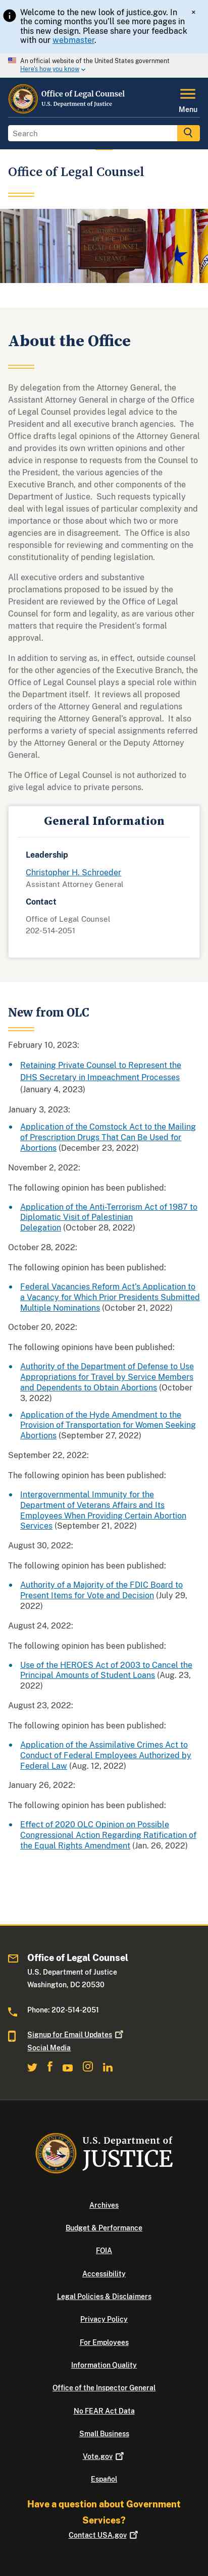 Welcome to the new look of justice.gov. In
the coming months you'll see more pages in
this new design. Please share your feedback
with our webmaster.
×
An official website of the United States government
Here's how you know
Office of Legal Counsel
U.S. Department of Justice
Menu
Search
Office of Legal Counsel
OFFICE OF
LEGAL COUNSEL
ENTRANCE
About the Office
By delegation from the Attorney General, the
Assistant Attorney General in charge of the Office
of Legal Counsel provides legal advice to the
President and all executive branch agencies.  The
Office drafts legal opinions of the Attorney General
and provides its own written opinions and other
advice in response to requests from the Counsel to
the President, the various agencies of the
Executive Branch, and other components of the
Department of Justice.  Such requests typically
deal with legal issues of particular complexity and
importance or those about which two or more
agencies are in disagreement.  The Office is also
responsible for reviewing and commenting on the
constitutionality of pending legislation.
All executive orders and substantive
proclamations proposed to be issued by the
President are reviewed by the Office of Legal
Counsel for form and legality, as are various other
matters that require the President's formal
approval.
In addition to serving as, in effect, outside counsel
for the other agencies of the Executive Branch, the
Office of Legal Counsel plays a special role within
the Department itself.  It reviews all proposed
orders of the Attorney General and regulations
requiring the Attorney General's approval.  It also
performs a variety of special assignments referred
by the Attorney General or the Deputy Attorney
General.
The Office of Legal Counsel is not authorized to
give legal advice to private persons.
General Information
Leadership
Christopher H. Schroeder
Assistant Attorney General
Contact
Office of Legal Counsel
202-514-2051
New from OLC
February 10, 2023:
Retaining Private Counsel to Represent the
DHS Secretary in Impeachment Processes
(January 4, 2023)
January 3, 2023:
Application of the Comstock Act to the Mailing
of Prescription Drugs That Can Be Used for
Abortions (December 23, 2022)
November 2, 2022:
The following opinion has been published:
Application of the Anti-Terrorism Act of 1987 to
Diplomatic Visit of Palestinian
Delegation (October 28, 2022)
October 28, 2022:
The following opinion has been published:
Federal Vacancies Reform Act's Application to
a Vacancy for Which Prior Presidents Submitted
Multiple Nominations (October 21, 2022)
October 20, 2022:
The following opinions have been published:
Authority of the Department of Defense to Use
Appropriations for Travel by Service Members
and Dependents to Obtain Abortions (October
3, 2022)
Application of the Hyde Amendment to the
Provision of Transportation for Women Seeking
Abortions (September 27, 2022)
September 22, 2022:
The following opinion has been published:
Intergovernmental Immunity for the
Department of Veterans Affairs and Its
Employees When Providing Certain Abortion
Services (September 21, 2022)
August 30, 2022:
The following opinion has been published:
Authority of a Majority of the FDIC Board to
Present Items for Vote and Decision (July 29,
2022)
August 24, 2022:
The following opinion has been published:
Use of the HEROES Act of 2003 to Cancel the
Principal Amounts of Student Loans (Aug. 23,
2022)
August 23, 2022:
The following opinion has been published:
Application of the Assimilative Crimes Act to
Conduct of Federal Employees Authorized by
Federal Law (Aug. 12, 2022)
January 26, 2022:
The following opinion has been published:
Effect of 2020 OLC Opinion on Possible
Congressional Action Regarding Ratification of
the Equal Rights Amendment (Jan. 26, 2022)
Office of Legal Counsel
U.S. Department of Justice
Washington, DC 20530
Phone: 202-514-2051
Signup for Email Updates
Social Media
U.S. Department of
JUSTICE
Archives
Budget & Performance
FOIA
Accessibility
Legal Policies & Disclaimers
Privacy Policy
For Employees
Information Quality
Office of the Inspector General
No FEAR Act Data
Small Business
Vote.gov
Español
Have a question about Government
Services?
Contact USA.gov